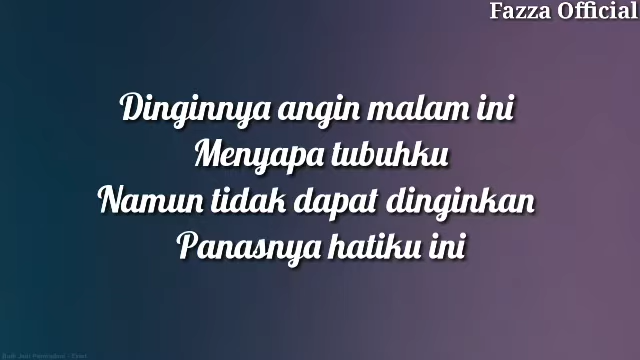 Fazza Official
Dinginnya angin malam ini
Menyapa tubuhku
Namun tidak dapat dinginkan
Panasnya hatiku ini